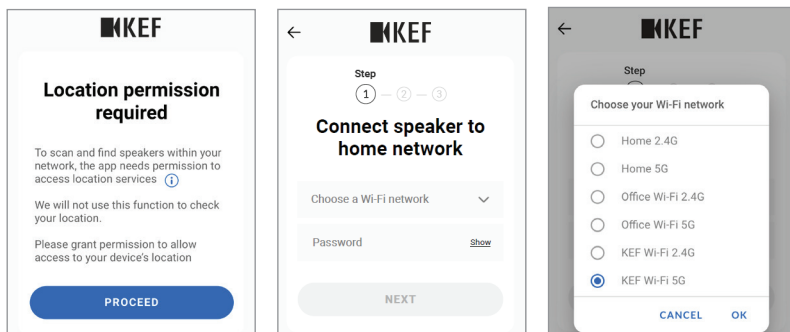 KEF
Location permission
required
To scan and find speakers within your
network, the app needs permission to
access location services
We will not use this function to check
your location.
Please grant permission to allow
access to your device's location
PROCEED
KEF
Step
1 2 3
Connect speaker to
home network
Choose a Wi-Fi network
Password Show
NEXT
KEF
Step
Choose your Wi-Fi network
Home 2.4G
Home 5G
Office Wi-Fi 2.4G
Office Wi-Fi 5G
KEF Wi-Fi 2.4G
KEF Wi-Fi 5G
CANCEL OK